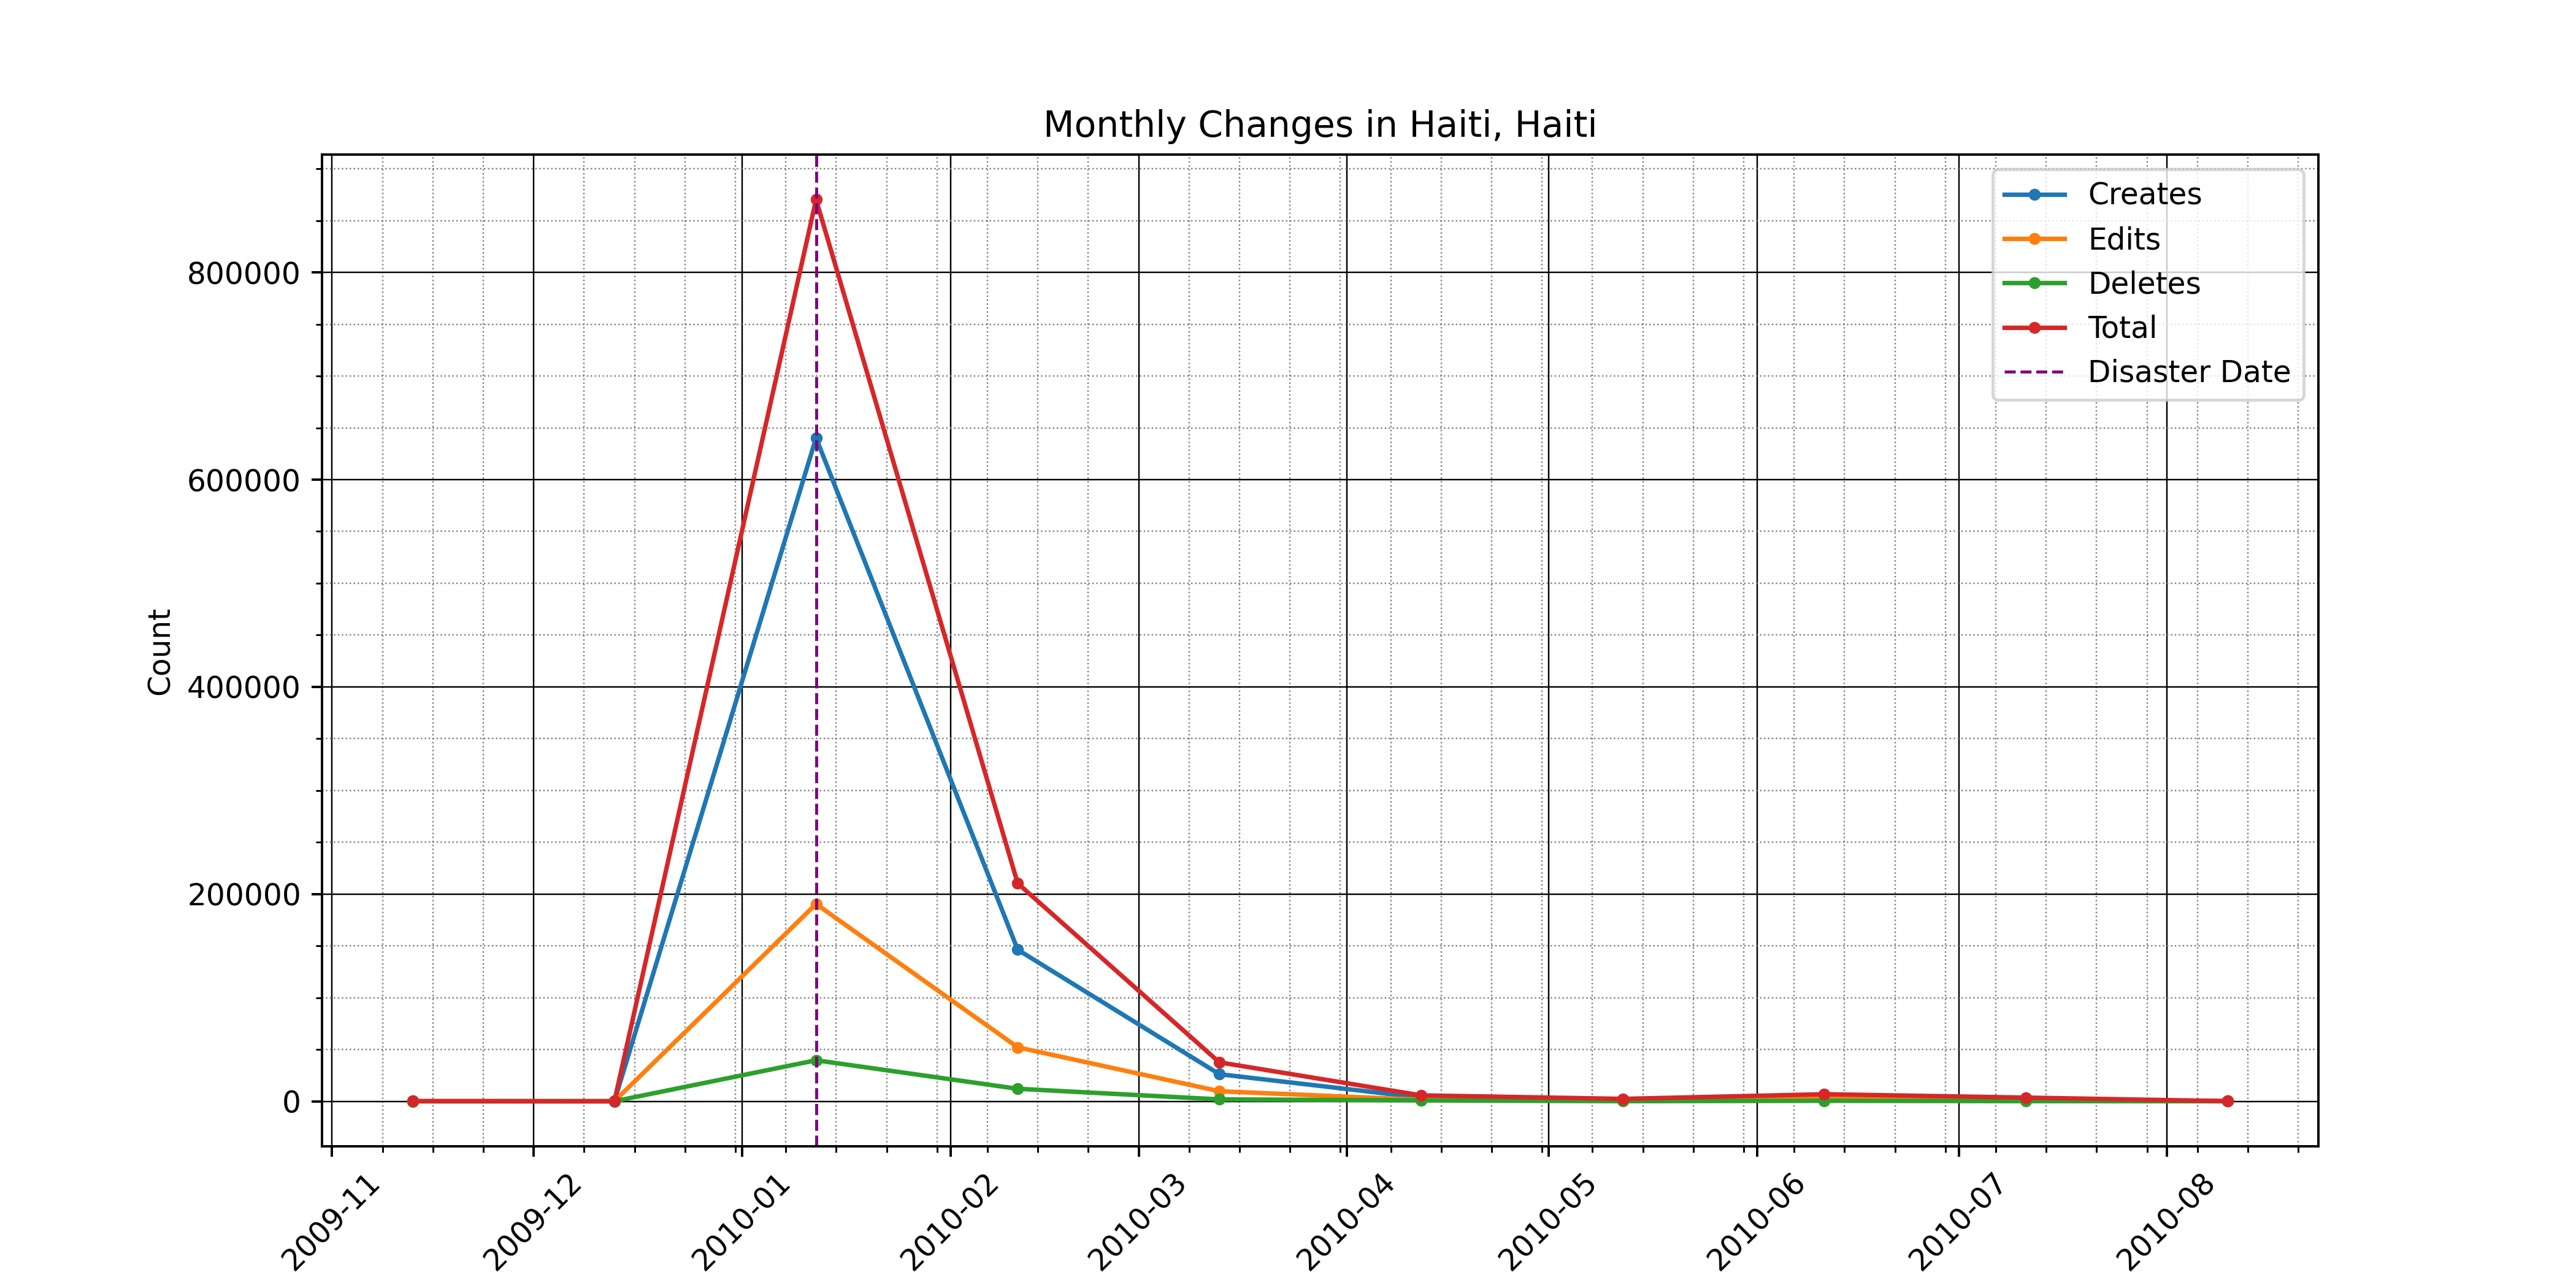 Monthly Changes in Haiti, Haiti
Creates
Edits
Deletes
Total
Disaster Date
Count
800000
600000
400000
200000
0
2009-11
2009-12
2010-01
2010-02
2010-03
2010-04
2010-05
2010-06
2010-07
2010-08